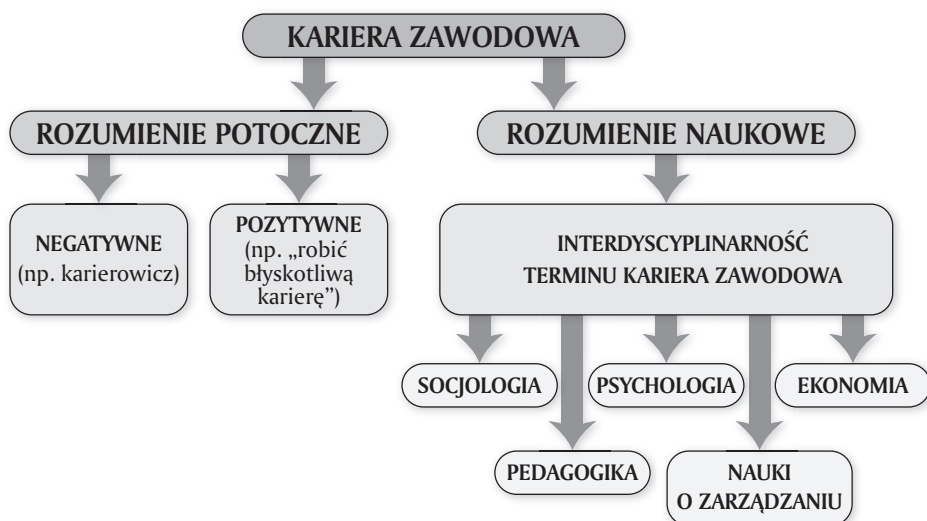 KARIERA ZAWODOWA
ROZUMIENIE POTOCZNE
ROZUMIENIE NAUKOWE
NEGATYWNE
(np. karierowicz)
POZYTYWNE
(np. „robić
błyskotliwą
karierę”)
INTERDYSCYPLINARNOŚĆ
TERMINU KARIERA ZAWODOWA
SOCJOLOGIA
PSYCHOLOGIA
EKONOMIA
PEDAGOGIKA
NAUKI
O ZARZĄDZANIU